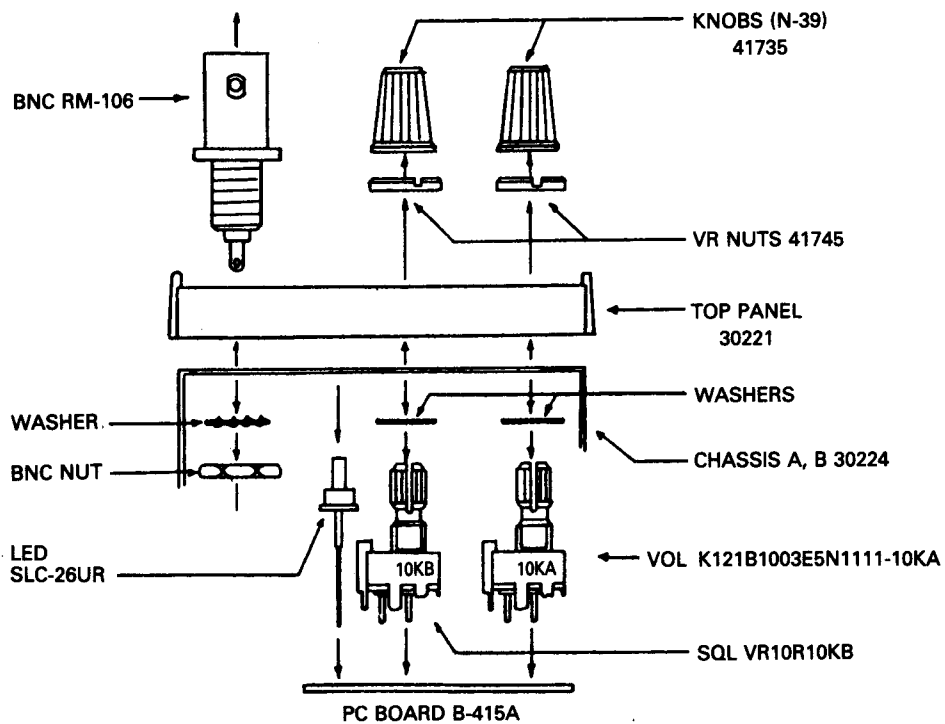 KNOBS (N-39)
41735
BNC RM-106
VR NUTS 41745
TOP PANEL
30221
WASHER
WASHERS
BNC NUT
CHASSIS A, B 30224
LED
SLC-26UR
10KB
10KA
VOL K121B1003E5N1111-10KA
SQL VR10R10KB
PC BOARD B-415A